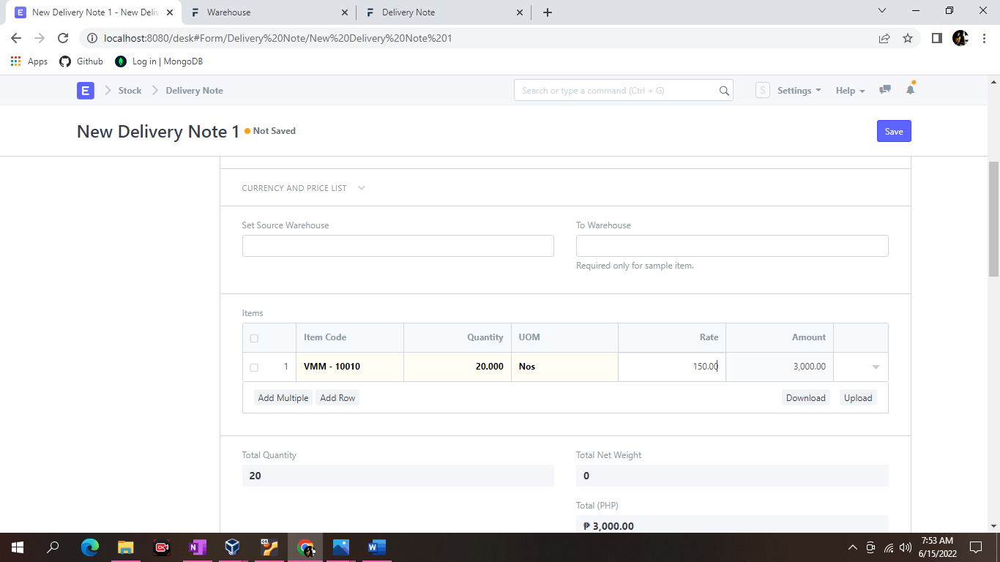 New Delivery Note 1 - New Deliv
Warehouse
Delivery Note
localhost:8080/desk#Form/Delivery%20Note/New%20Delivery%20Note%201
Apps
Github
Log in | MongoDB
E
Stock
Delivery Note
Search or type a command (Ctrl + G)
S
Settings
Help
New Delivery Note 1
Not Saved
Save
CURRENCY AND PRICE LIST
Set Source Warehouse
To Warehouse
Required only for sample item.
Items
Item Code Quantity UOM Rate Amount
1 VMM - 10010 20.000 Nos 150.00 3,000.00
Add Multiple Add Row Download Upload
Total Quantity
20
Total Net Weight
0
Total (PHP)
₱ 3,000.00
7:53 AM
6/15/2022